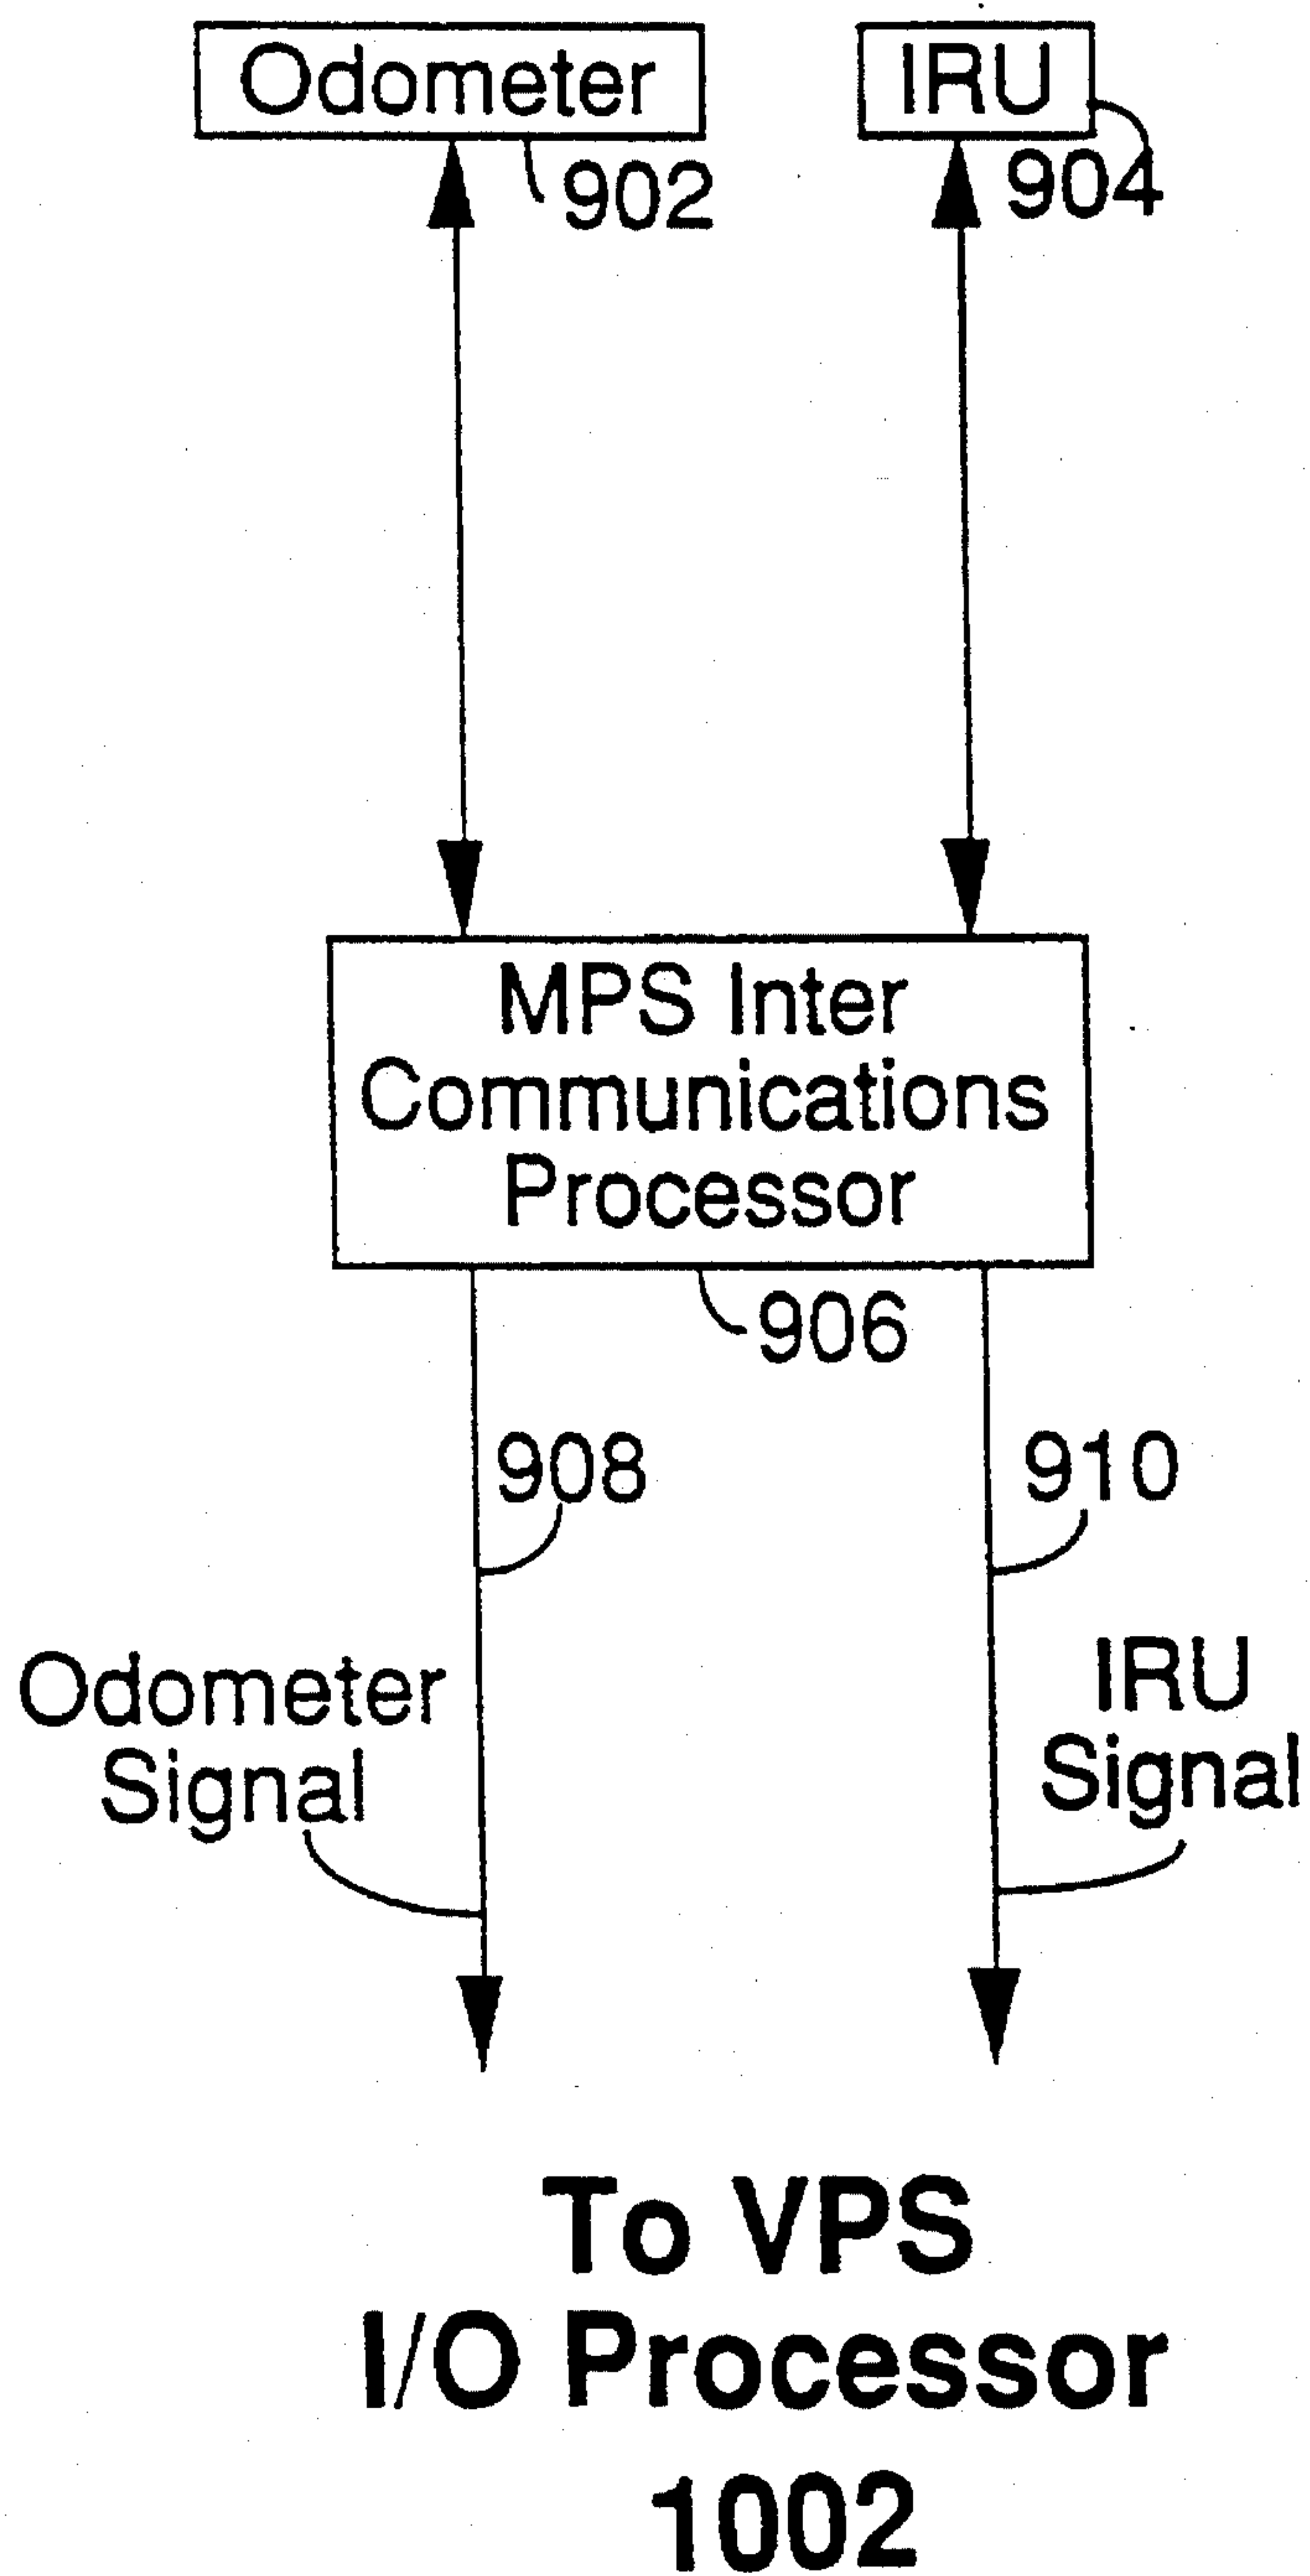 Odometer
IRU
902
904
MPS Inter
Communications
Processor
906
908
910
Odometer
Signal
IRU
Signal
To VPS
I/O Processor
1002